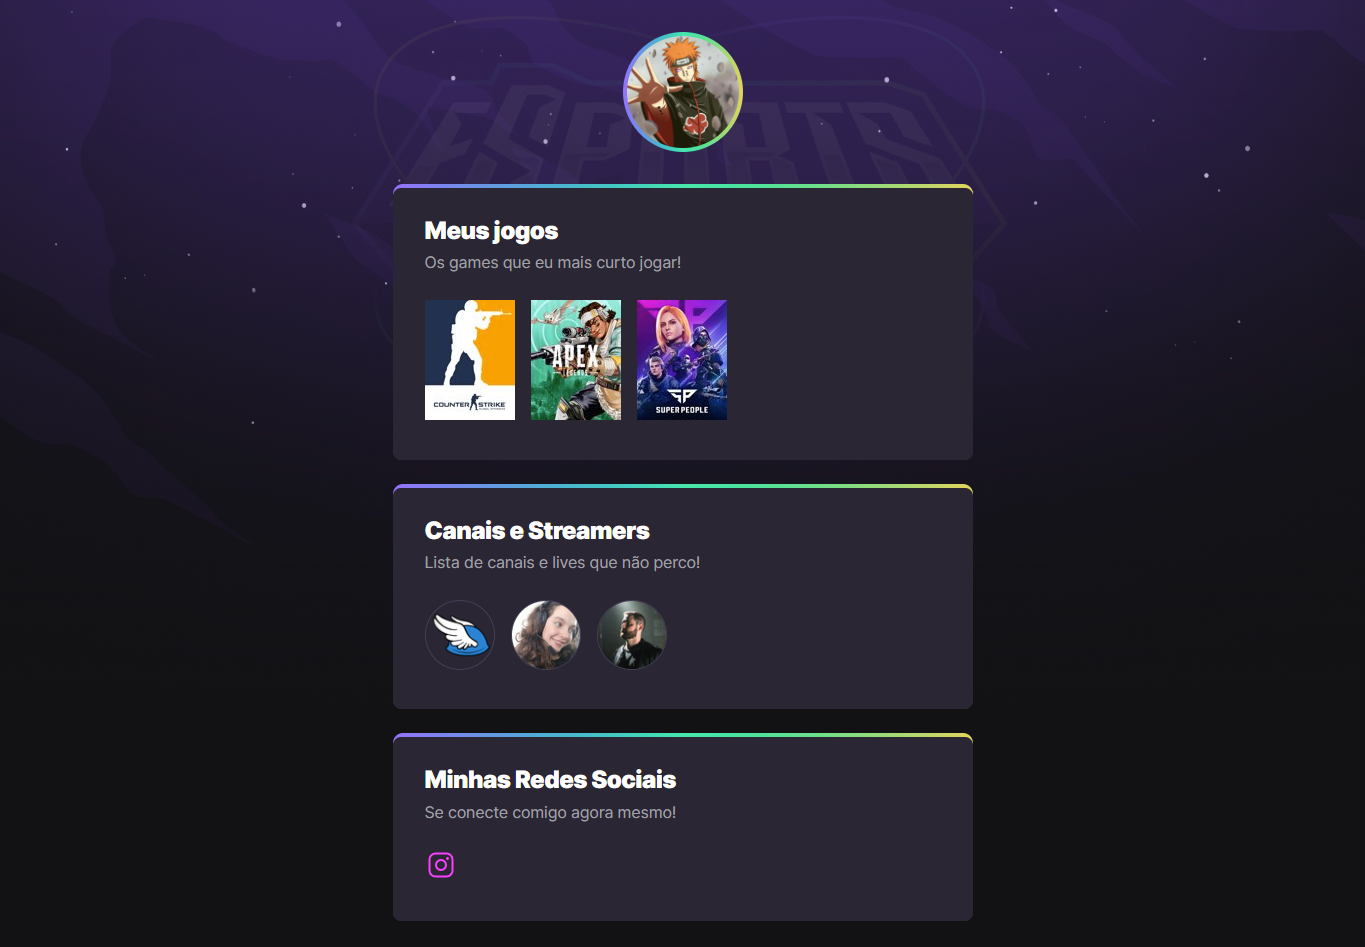 ESPORTS
Meus jogos
Os games que eu mais curto jogar!
COUNTER STRIKE
APEX
LEGENDS
SUPER PEOPLE
Canais e Streamers
Lista de canais e lives que não perco!
Minhas Redes Sociais
Se conecte comigo agora mesmo!